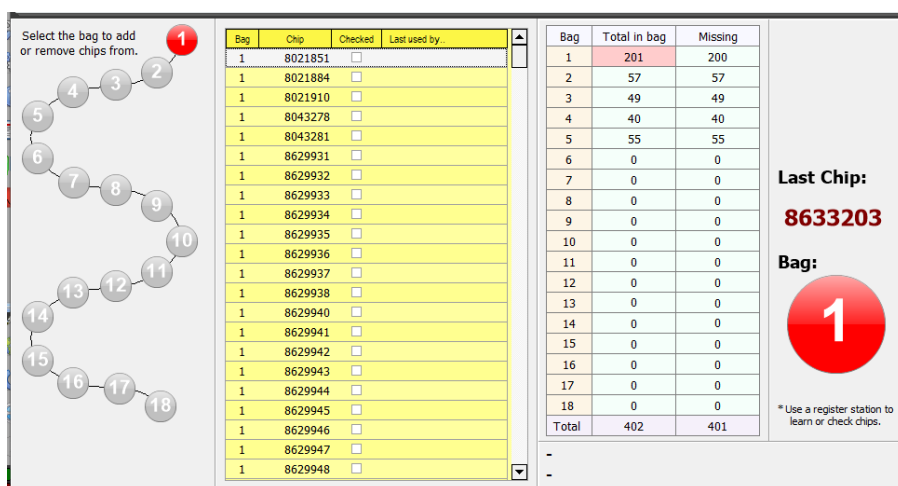 Select the bag to add
or remove chips from.
1
2
3
4
5
6
7
8
9
10
11
12
13
14
15
16
17
18
Bag Chip Checked Last used by...
1 8021851
1 8021884
1 8021910
1 8043278
1 8043281
1 8629931
1 8629932
1 8629933
1 8629934
1 8629935
1 8629936
1 8629937
1 8629938
1 8629940
1 8629941
1 8629942
1 8629943
1 8629944
1 8629945
1 8629946
1 8629947
1 8629948
Bag Total in bag Missing
1 201 200
2 57 57
3 49 49
4 40 40
5 55 55
6 0 0
7 0 0
8 0 0
9 0 0
10 0 0
11 0 0
12 0 0
13 0 0
14 0 0
15 0 0
16 0 0
17 0 0
18 0 0
Total 402 401
-
-
Last Chip:
8633203
Bag:
1
* Use a register station to
learn or check chips.